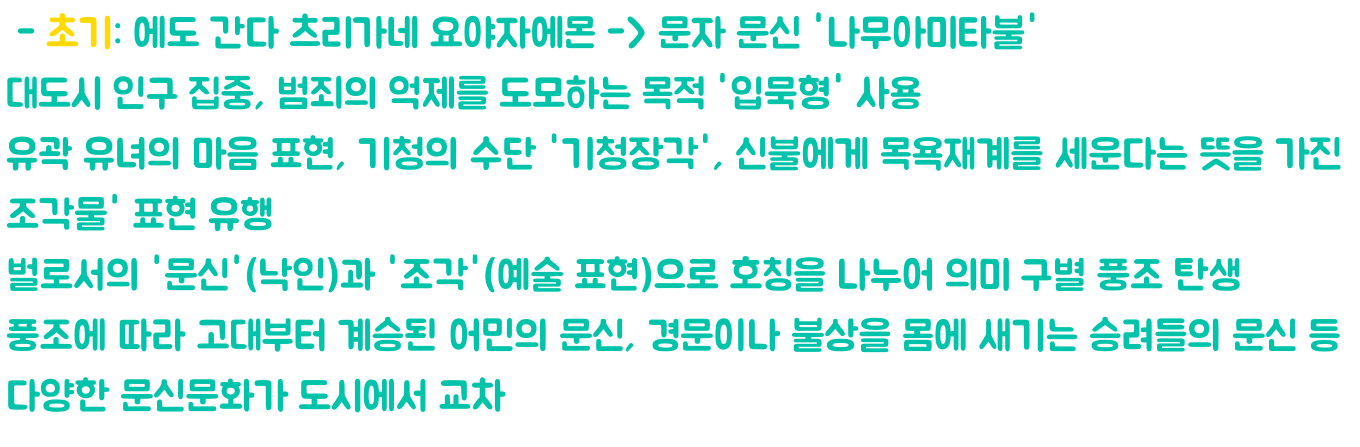 - 초기: 에도 간다 츠리가네 요야자에몬 -> 문자 문신 '나무아미타불'
대도시 인구 집중, 범죄의 억제를 도모하는 목적 '입묵형' 사용
유곽 유녀의 마음 표현, 기청의 수단 '기청장각', 신불에게 목욕재계를 세운다는 뜻을 가진
조각물' 표현 유행
벌로서의 '문신'(낙인)과 '조각'(예술 표현)으로 호칭을 나누어 의미 구별 풍조 탄생
풍조에 따라 고대부터 계승된 어민의 문신, 경문이나 불상을 몸에 새기는 승려들의 문신 등
다양한 문신문화가 도시에서 교차